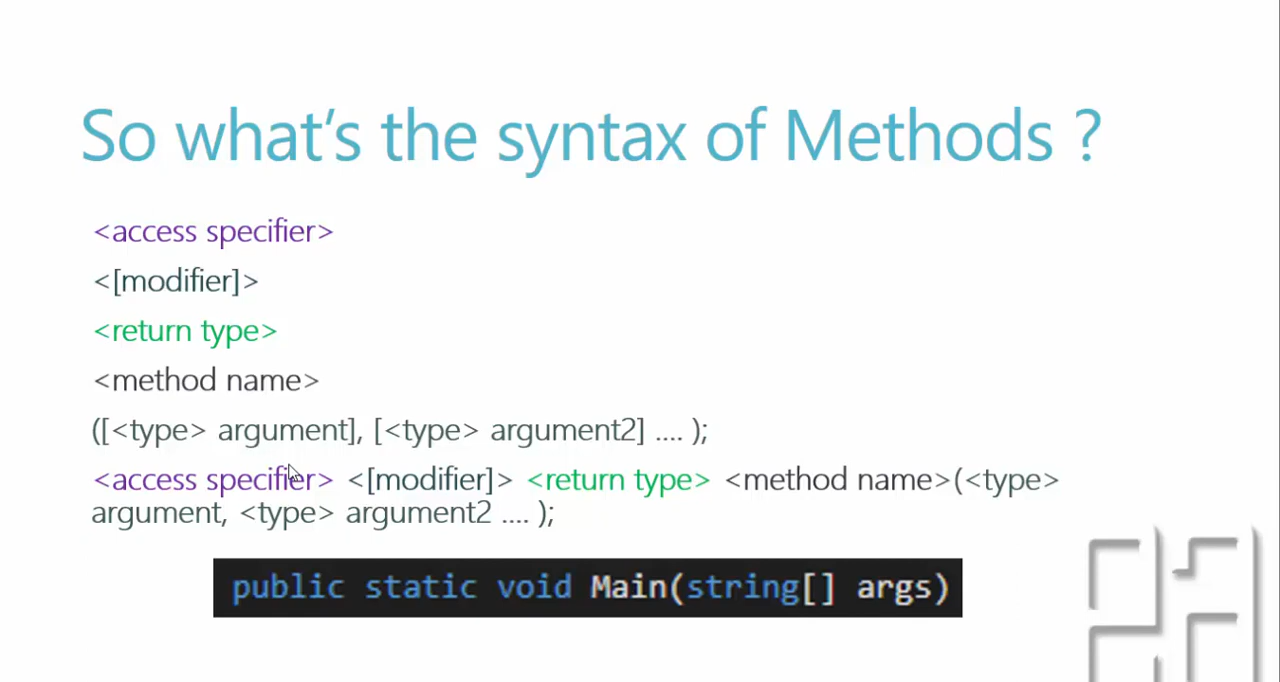 So what's the syntax of Methods ?
<access specifier>
<[modifier]>
<return type>
<method name>
([<type> argument], [<type> argument2] .... );
<access specifier> <[modifier]> <return type> <method name>(<type>
argument, <type> argument2 .... );
public static void Main(string[] args)